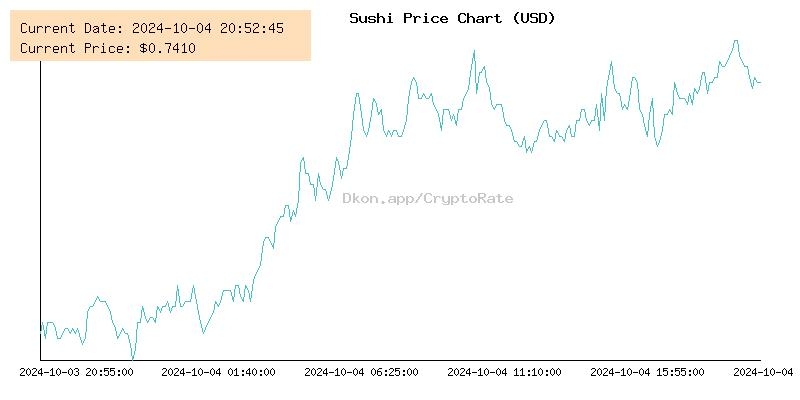 Sushi Price Chart (USD)
Current Date: 2024-10-04 20:52:45
Current Price: $0.7410
Dkon.app/CryptoRate
2024-10-03 20:55:00 2024-10-04 01:40:00 2024-10-04 06:25:00 2024-10-04 11:10:00 2024-10-04 15:55:00 2024-10-04